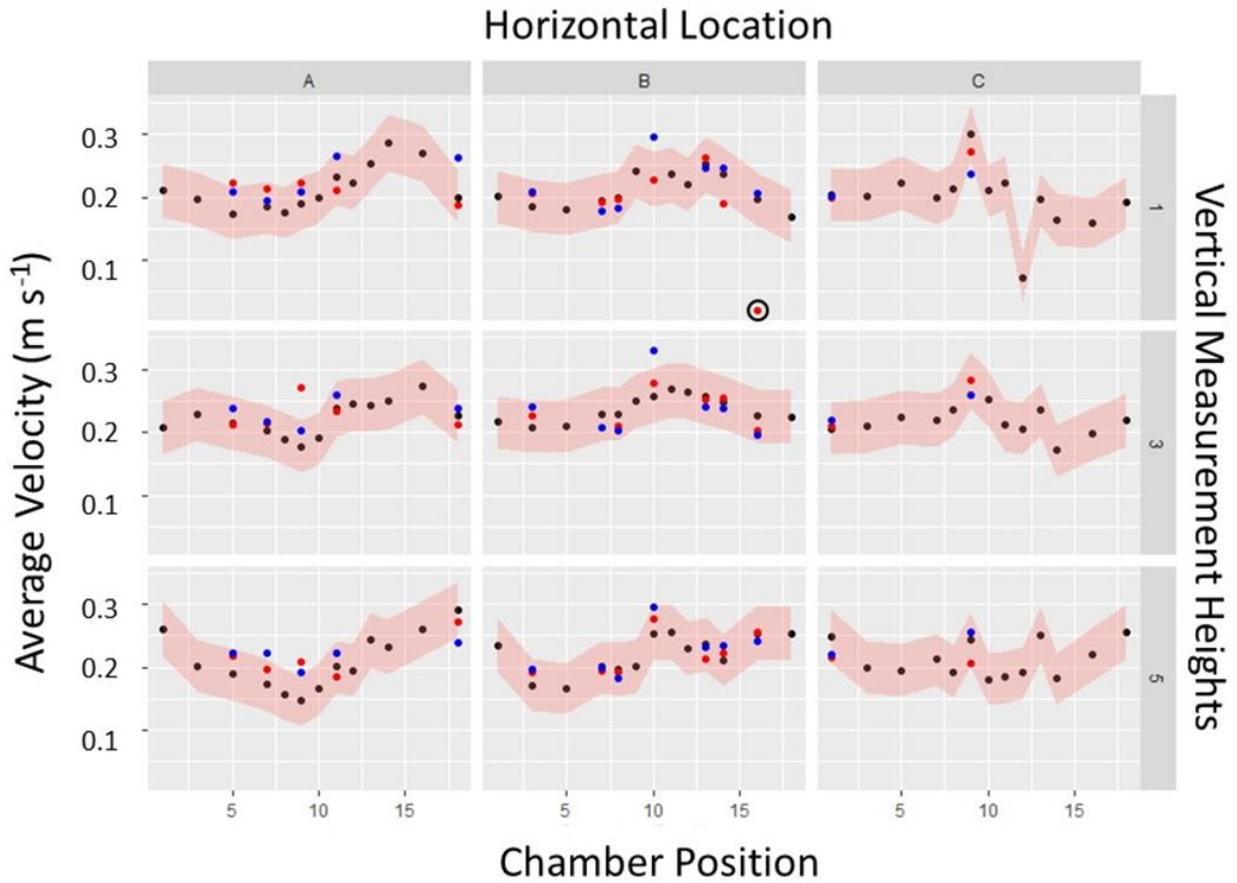 Horizontal Location
A B C
0.3
0.2
0.1
1
0.3
0.2
0.1
3
0.3
0.2
0.1
5
5 10 15 5 10 15 5 10 15
Chamber Position
Average Velocity (m s-1)
Vertical Measurement Heights